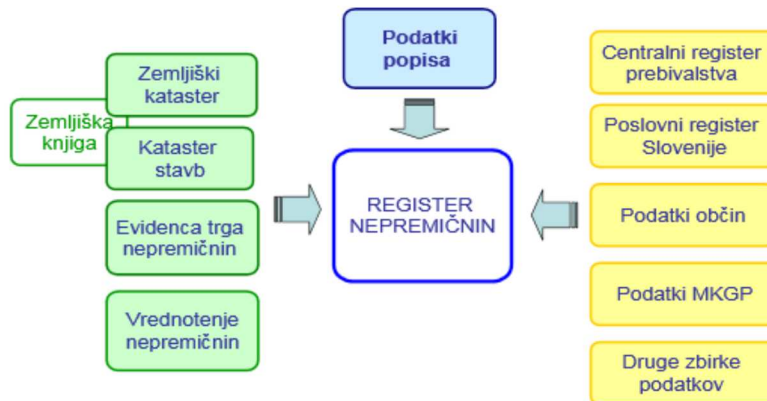 Podatki
popisa
Zemljiška
knjiga
Zemljiški
kataster
Kataster
stavb
Evidenca trga
nepremičnin
Vrednotenje
nepremičnin
REGISTER
NEPREMIČNIN
Centralni register
prebivalstva
Poslovni register
Slovenije
Podatki občin
Podatki MKGP
Druge zbirke
podatkov